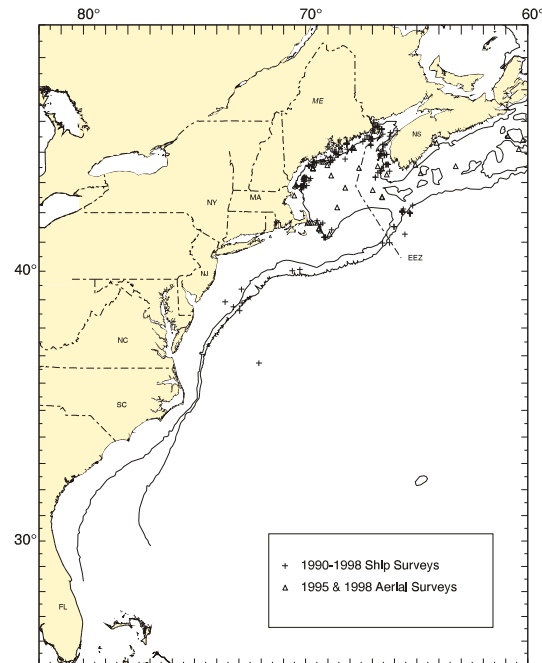 80° 70° 60°
ME
NS
NY MA
EEZ
40° NJ
NC
SC
30°
+ 1990-1998 Ship Surveys
△ 1995 & 1998 Aerial Surveys
FL